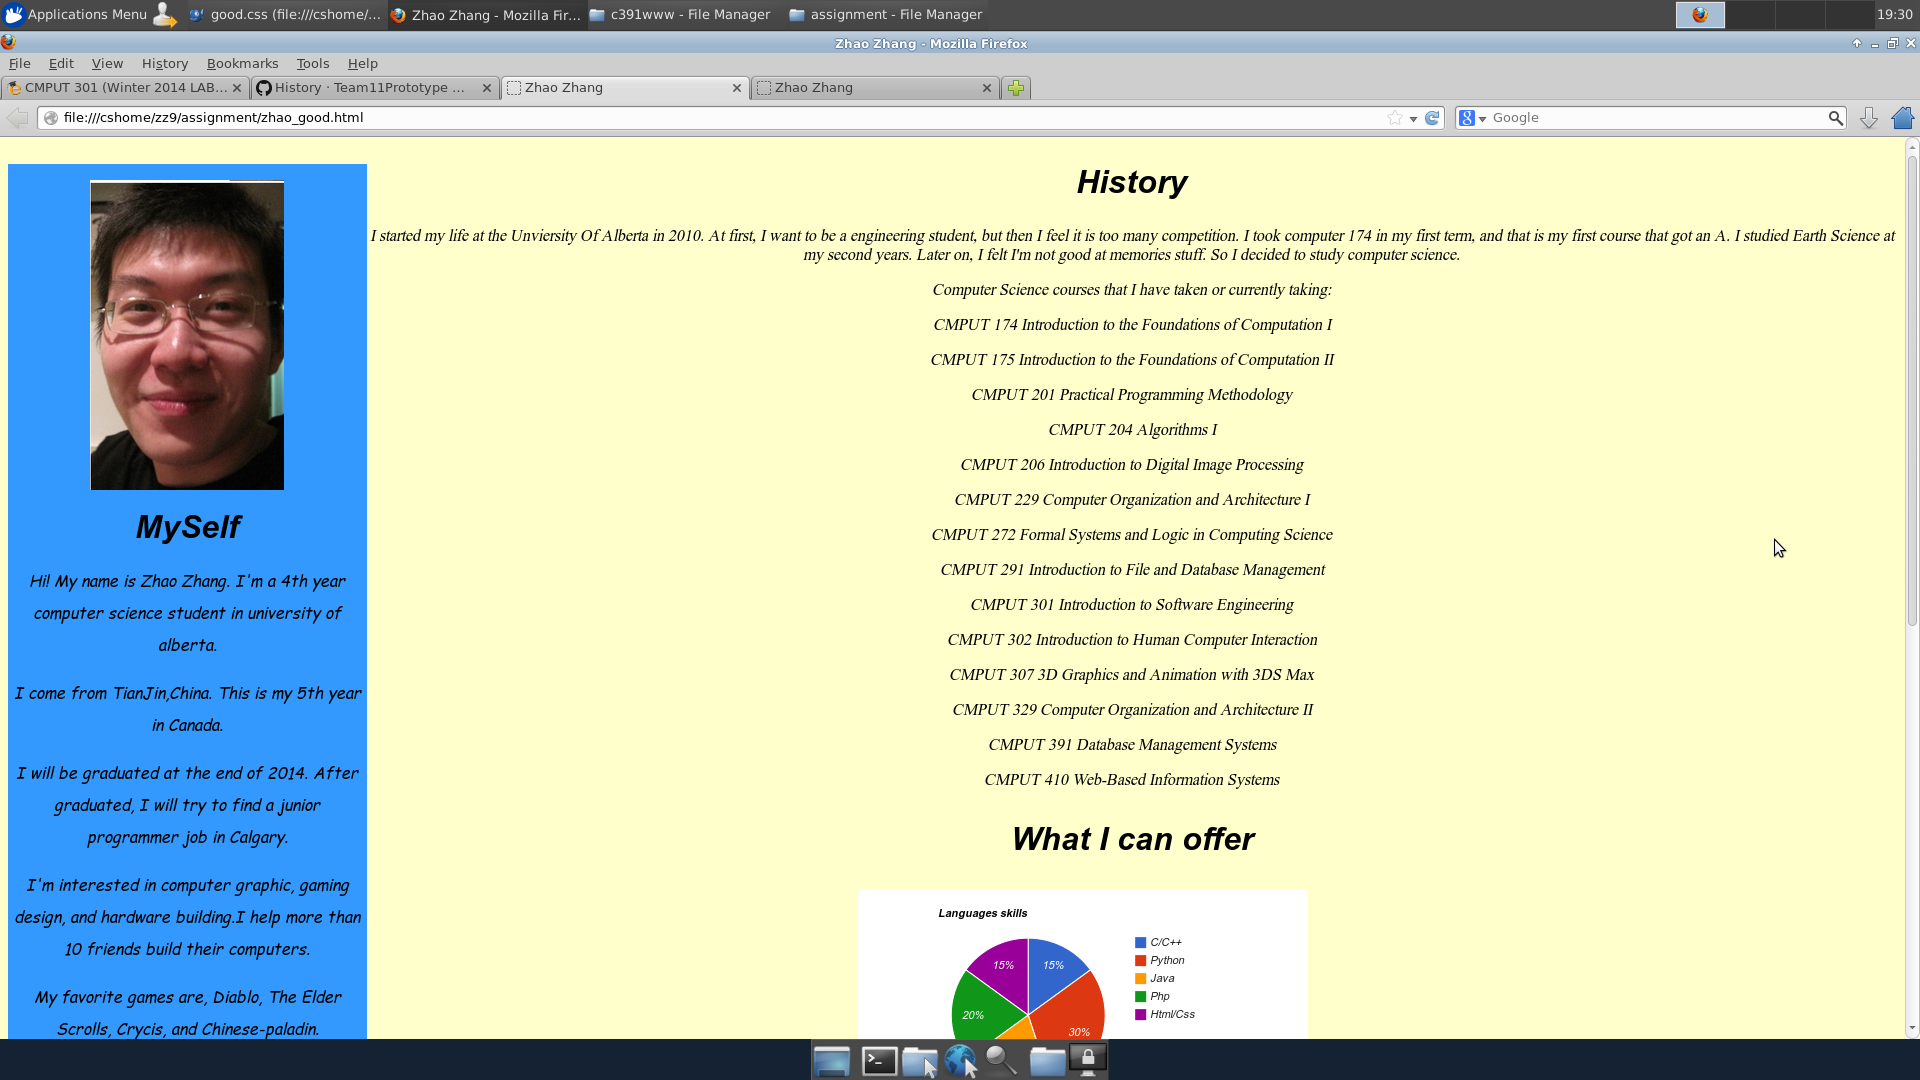 Applications Menu
good.css (file:///cshome/...
Zhao Zhang - Mozilla Fir...
c391www - File Manager
assignment - File Manager
19:30
Zhao Zhang - Mozilla Firefox
File Edit View History Bookmarks Tools Help
CMPUT 301 (Winter 2014 LAB...
History · Team11Prototype ...
Zhao Zhang
Zhao Zhang
file:///cshome/zz9/assignment/zhao_good.html
8 Google
MySelf
Hi! My name is Zhao Zhang. I'm a 4th year
computer science student in university of
alberta.
I come from TianJin,China. This is my 5th year
in Canada.
I will be graduated at the end of 2014. After
graduated, I will try to find a junior
programmer job in Calgary.
I'm interested in computer graphic, gaming
design, and hardware building.I help more than
10 friends build their computers.
My favorite games are, Diablo, The Elder
Scrolls, Crycis, and Chinese-paladin.
History
I started my life at the Unviersity Of Alberta in 2010. At first, I want to be a engineering student, but then I feel it is too many competition. I took computer 174 in my first term, and that is my first course that got an A. I studied Earth Science at
my second years. Later on, I felt I'm not good at memories stuff. So I decided to study computer science.
Computer Science courses that I have taken or currently taking:
CMPUT 174 Introduction to the Foundations of Computation I
CMPUT 175 Introduction to the Foundations of Computation II
CMPUT 201 Practical Programming Methodology
CMPUT 204 Algorithms I
CMPUT 206 Introduction to Digital Image Processing
CMPUT 229 Computer Organization and Architecture I
CMPUT 272 Formal Systems and Logic in Computing Science
CMPUT 291 Introduction to File and Database Management
CMPUT 301 Introduction to Software Engineering
CMPUT 302 Introduction to Human Computer Interaction
CMPUT 307 3D Graphics and Animation with 3DS Max
CMPUT 329 Computer Organization and Architecture II
CMPUT 391 Database Management Systems
CMPUT 410 Web-Based Information Systems
What I can offer
Languages skills
15%
15%
20%
30%
C/C++
Python
Java
Php
Html/Css